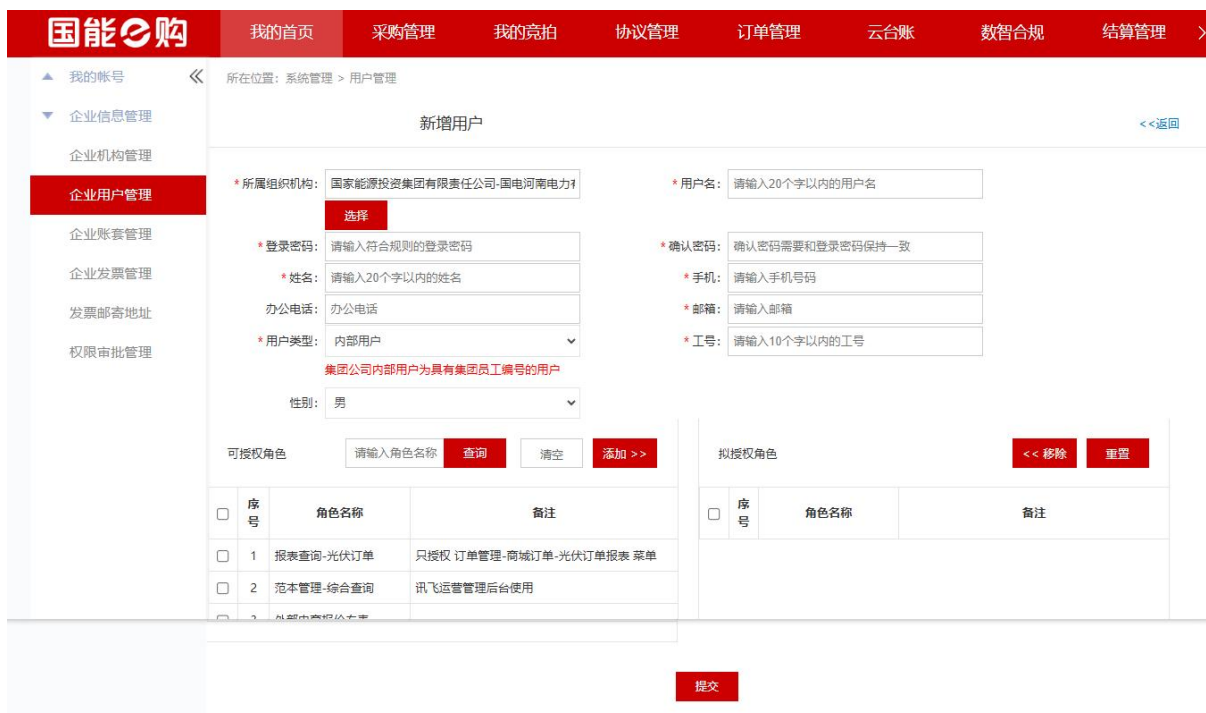 国能e购 我的首页 采购管理 我的竞拍 协议管理 订单管理 云台账 数智合规 结算管理
我的帐号
所在位置：系统管理 > 用户管理
企业信息管理
新增用户
<<返回
企业机构管理
企业用户管理
企业账套管理
企业发票管理
发票邮寄地址
权限审批管理
*所属组织机构： 国家能源投资集团有限责任公司-国电河南电力 *用户名： 请输入20个字以内的用户名
选择
*登录密码： 请输入符合规则的登录密码 *确认密码： 确认密码需要和登录密码保持一致
*姓名： 请输入20个字以内的姓名 *手机： 请输入手机号码
办公电话： 办公电话 *邮箱： 请输入邮箱
*用户类型： 内部用户 *工号： 请输入10个字以内的工号
集团公司内部用户为具有集团员工编号的用户
性别： 男
可授权角色 请输入角色名称 查询 清空 添加 >> 拟授权角色 << 移除 重置
序号 角色名称 备注 序号 角色名称 备注
1 报表查询-光伏订单 只授权 订单管理-商城订单-光伏订单报表 菜单
2 范本管理-综合查询 讯飞运营管理后台使用
提交